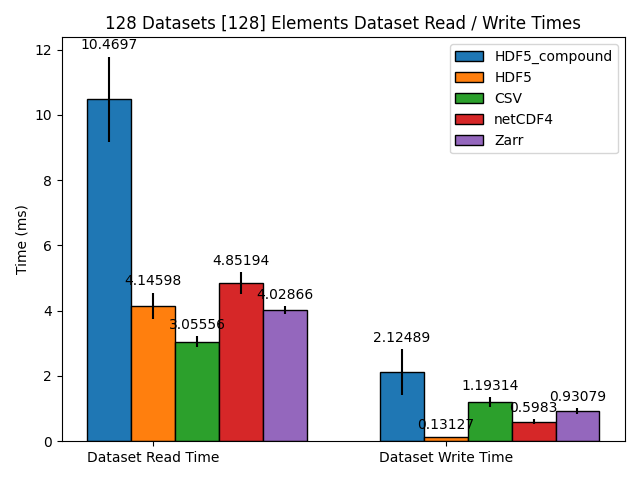 128 Datasets [128] Elements Dataset Read / Write Times
Time (ms)
12
10
8
6
4
2
0
10.4697
4.14598
3.05556
4.85194
4.02866
2.12489
0.13127
1.19314
0.5983
0.93079
HDF5_compound
HDF5
CSV
netCDF4
Zarr
Dataset Read Time
Dataset Write Time